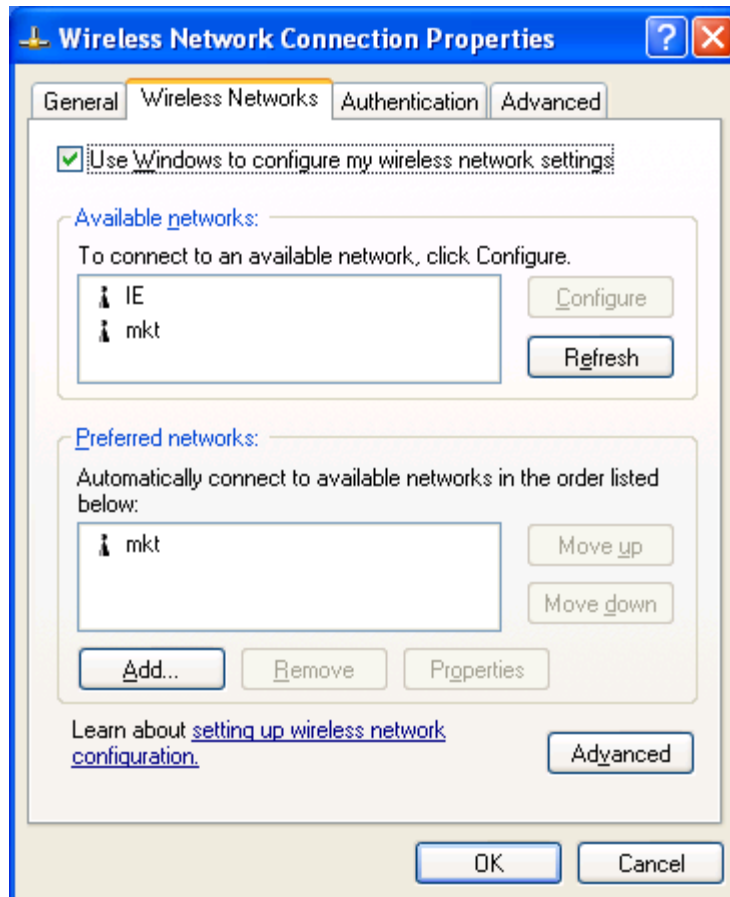 Wireless Network Connection Properties
General Wireless Networks Authentication Advanced
Use Windows to configure my wireless network settings
Available networks:
To connect to an available network, click Configure.
IE
Configure
mkt
Refresh
Preferred networks:
Automatically connect to available networks in the order listed
below:
mkt
Move up
Move down
Add... Remove Properties
Learn about setting up wireless network
configuration.
Advanced
OK Cancel